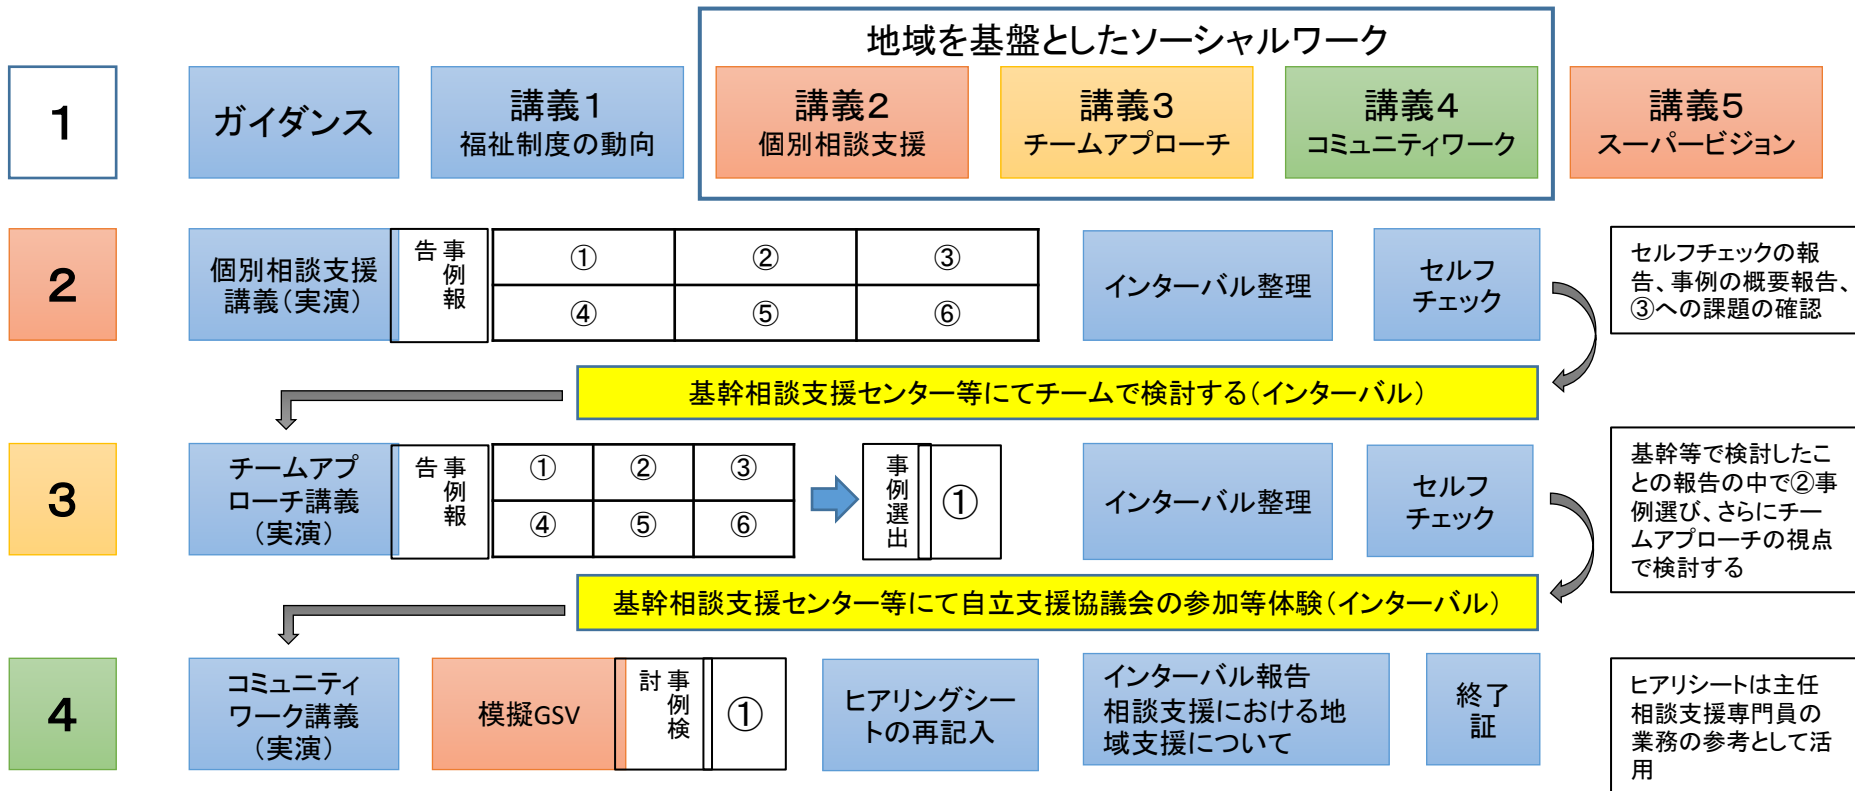 地域を基盤としたソーシャルワーク
1
ガイダンス
講義1
福祉制度の動向
講義2
個別相談支援
講義3
チームアプローチ
講義4
コミュニティワーク
講義5
スーパービジョン
2
個別相談支援
講義(実演)
事例報
告
①
②
③
④
⑤
⑥
インターバル整理
セルフ
チェック
セルフチェックの報
告、事例の概要報告、
③への課題の確認
基幹相談支援センター等にてチームで検討する(インターバル)
3
チームアプ
ローチ講義
(実演)
事例報
告
①
②
③
④
⑤
⑥
事例選出
①
インターバル整理
セルフ
チェック
基幹等で検討したこ
との報告の中で②事
例選び、さらにチー
ムアプローチの視点
で検討する
基幹相談支援センター等にて自立支援協議会の参加等体験(インターバル)
4
コミュニティ
ワーク講義
(実演)
模擬GSV
事例検
討
①
ヒアリングシー
トの再記入
インターバル報告
相談支援における地
域支援について
終了
証
ヒアリシートは主任
相談支援専門員の
業務の参考として活
用